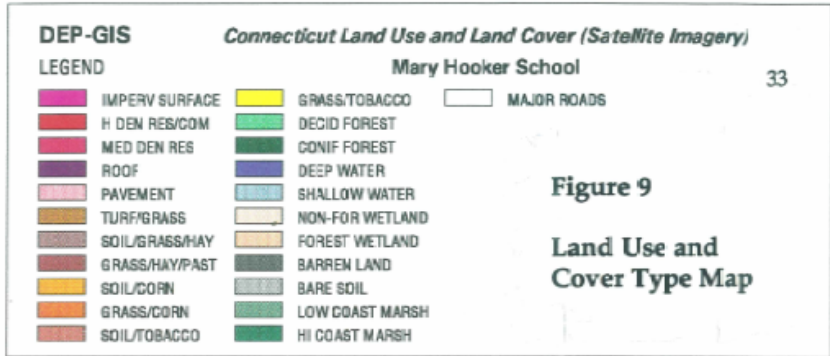 DEP-GIS Connecticut Land Use and Land Cover (Satellite Imagery)
LEGEND Mary Hooker School
33
IMPERV SURFACE
H DEN RES/COM
MED DEN RES
ROOF
PAVEMENT
TURF/GRASS
SOIL/GRASS/HAY
GRASS/HAY/PAST
SOIL/CORN
GRASS/CORN
SOIL/TOBACCO
GRASS/TOBACCO
DECID FOREST
CONIF FOREST
DEEP WATER
SHALLOW WATER
NON-FOR WETLAND
FOREST WETLAND
BARREN LAND
BARE SOIL
LOW COAST MARSH
HI COAST MARSH
MAJOR ROADS
Figure 9
Land Use and
Cover Type Map